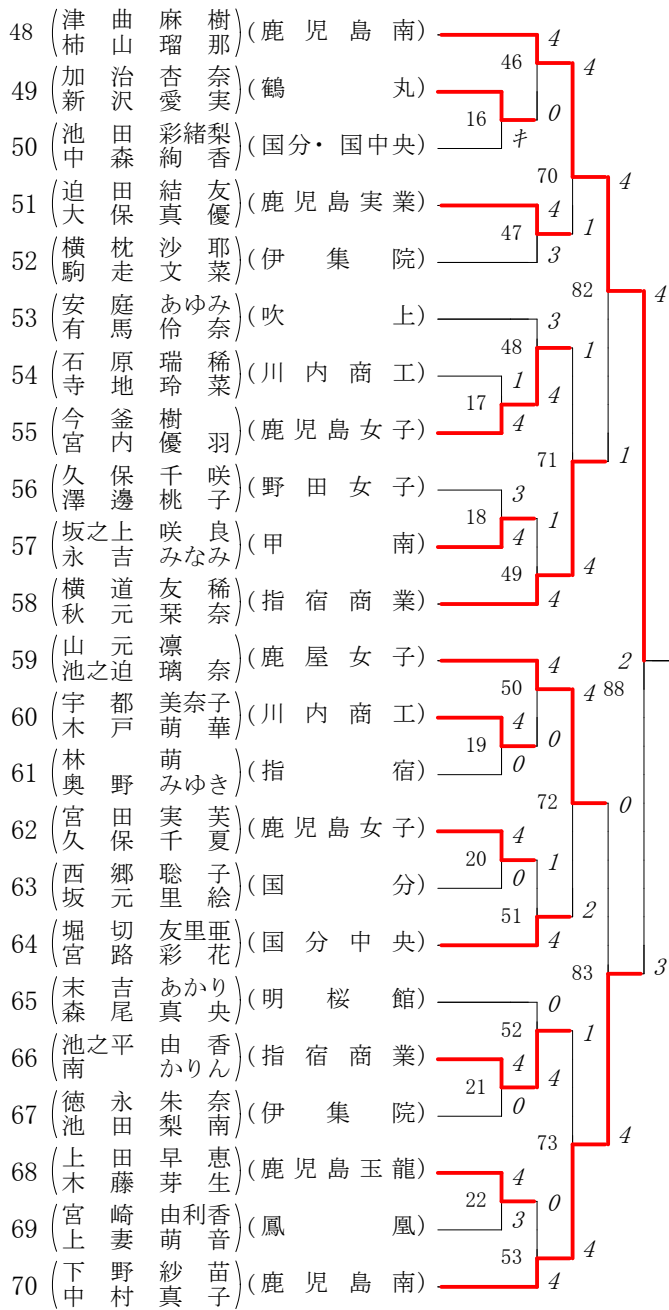 48 (津曲麻樹 柿山瑠那) (鹿児島南)
49 (加治杏奈 新沢愛実) (鶴丸)
50 (池田彩緒梨 中森絢香) (国分・国中央)
51 (迫田結友 大保真優) (鹿児島実業)
52 (横枕沙耶 駒走文菜) (伊集院)
53 (安庭あゆみ 有馬伶奈) (吹上)
54 (石原瑞稀 寺地玲菜) (川内商工)
55 (今釜樹 宮内優羽) (鹿児島女子)
56 (久保千咲 澤邊桃子) (野田女子)
57 (坂之上咲良 永吉みなみ) (甲南)
58 (横道友稀 秋元栞奈) (指宿商業)
59 (山元凛 池之迫璃奈) (鹿屋女子)
60 (宇都美奈子 木戸萌華) (川内商工)
61 (林萌 奥野みゆき) (指宿)
62 (宮田実芙 久保千夏) (鹿児島女子)
63 (西郷聡子 坂元里絵) (国分)
64 (堀切友里亜 宮路彩花) (国分中央)
65 (末吉あかり 森尾真央) (明桜館)
66 (池之平由香 南かりん) (指宿商業)
67 (徳永朱奈 池田梨南) (伊集院)
68 (上田早恵 木藤芽生) (鹿児島玉龍)
69 (宮崎由利香 上妻萌音) (鳳凰)
70 (下野紗苗 中村真子) (鹿児島南)
16 キ
17 1 4
18 3 4
19 4 0
20 4 0
21 4 0
22 4 3
46 4 0
47 4 3
48 3 4
49 1 4
50 4 0
51 1 4
52 0 4
53 0 4
70 4 1
71 1 4
72 4 2
73 1 4
82 4 1
83 0 4
88 4 3
2